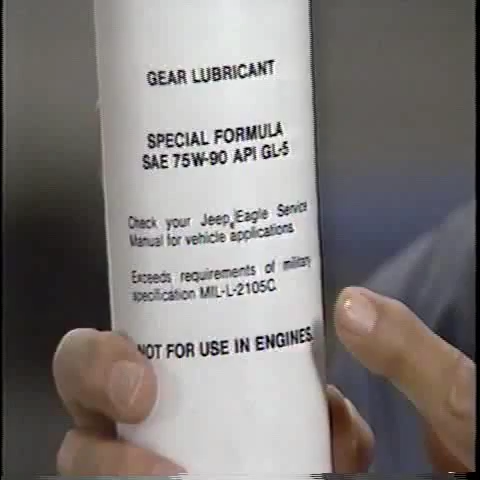 GEAR LUBRICANT
SPECIAL FORMULA
SAE 75W-90 API GL-5
Check your Jeep/Eagle Service
Manual for vehicle applications.
Exceeds requirements of military
specification MIL-L-2105C.
NOT FOR USE IN ENGINES.